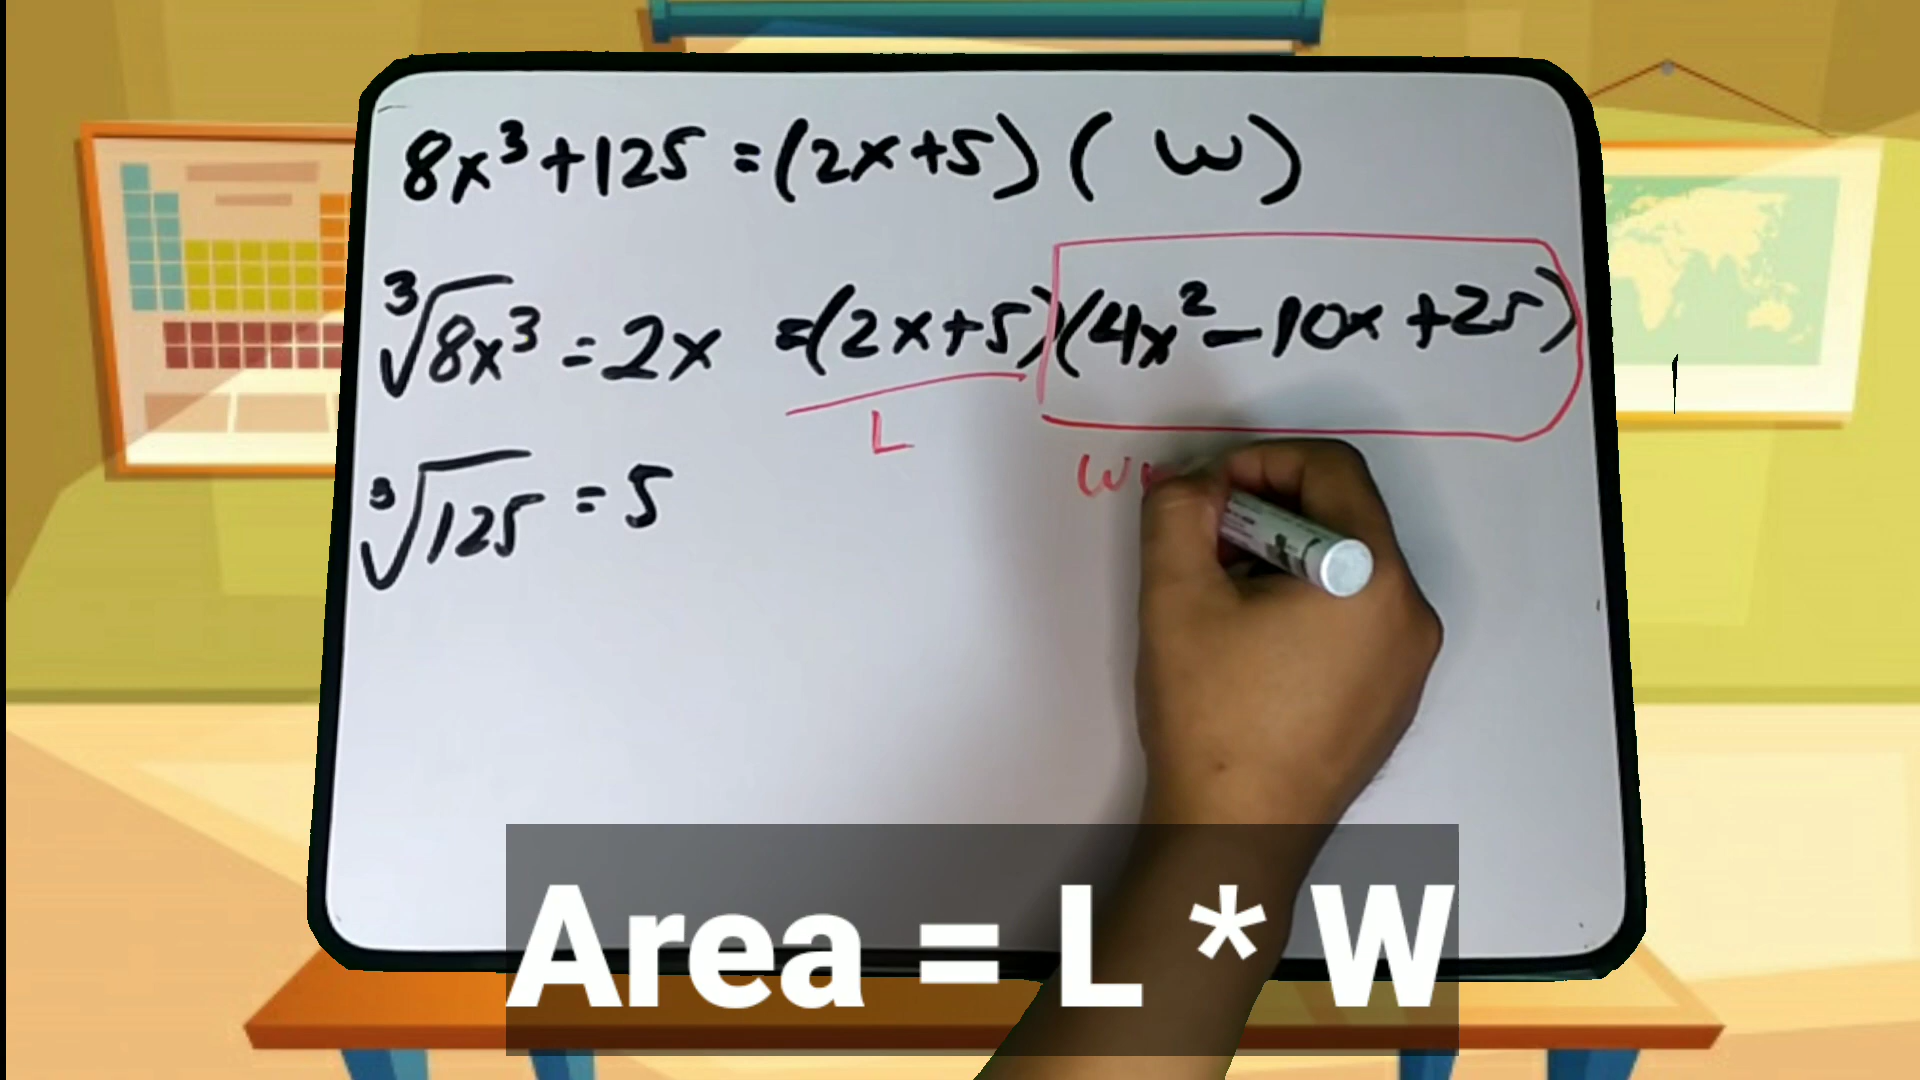 8x³+125 = (2x+5) ( W )
∛8x³ = 2x =(2x+5)(4x²-10x+25)
L
∛125 = 5
Area = L * W